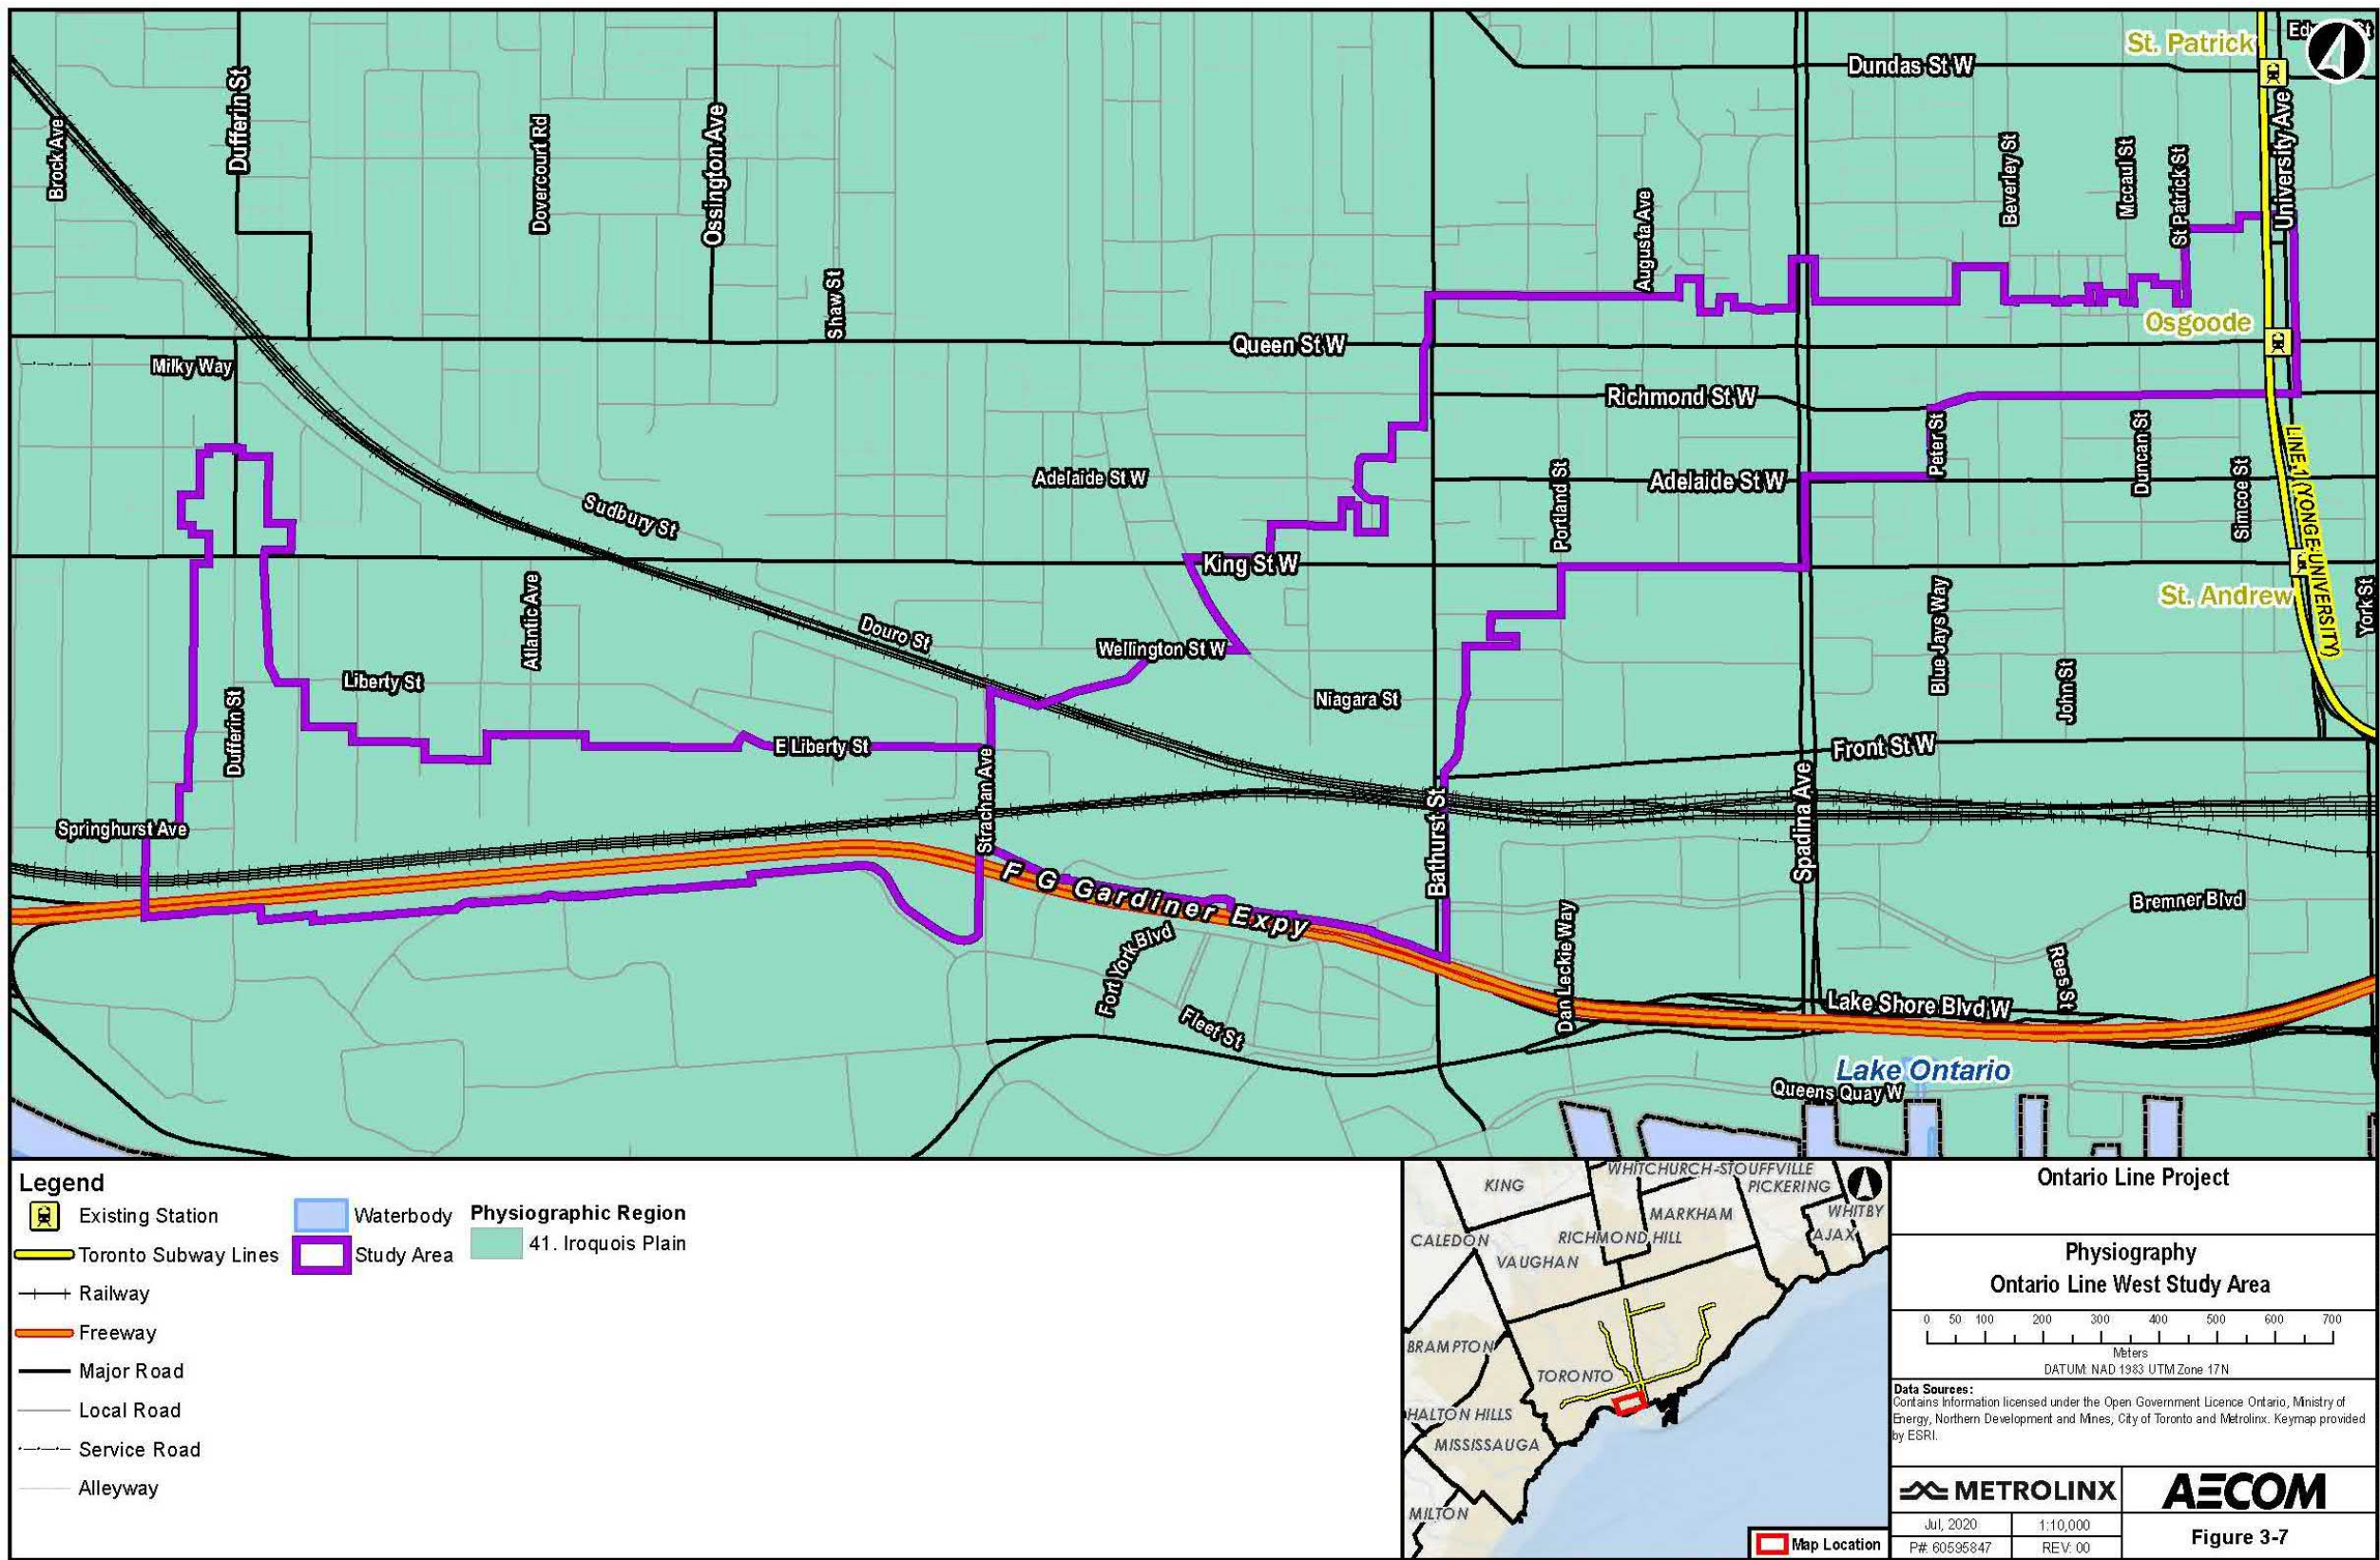 St. Patrick
Dundas St W
University Ave
Brock Ave
Dufferin St
Dovercourt Rd
Ossington Ave
Shaw St
Augusta Ave
Beverley St
Mccaul St
St Patrick St
Osgoode
Queen St W
Milky Way
Richmond St W
Peter St
Duncan St
Simcoe St
LINE 1 (YONGE-UNIVERSITY)
Adelaide St W
Adelaide St W
Portland St
Sudbury St
King St W
St. Andrew
York St
Atlantic Ave
Douro St
Wellington St W
Blue Jays Way
John St
Liberty St
Niagara St
Dufferin St
E Liberty St
Front St W
Strachan Ave
Bathurst St
Spadina Ave
Springhurst Ave
F G Gardiner Expy
Bremner Blvd
Fort York Blvd
Dan Leckie Way
Rees St
Fleet St
Lake Shore Blvd W
Lake Ontario
Queens Quay W
Legend
Existing Station
Toronto Subway Lines
Railway
Freeway
Major Road
Local Road
Service Road
Alleyway
Waterbody
Study Area
Physiographic Region
41. Iroquois Plain
WHITCHURCH-STOUFFVILLE
KING
PICKERING
WHITBY
MARKHAM
AJAX
CALEDON
RICHMOND HILL
VAUGHAN
BRAMPTON
TORONTO
HALTON HILLS
MISSISSAUGA
MILTON
Map Location
Ontario Line Project
Physiography
Ontario Line West Study Area
0 50 100 200 300 400 500 600 700
Meters
DATUM: NAD 1983 UTM Zone 17N
Data Sources:
Contains Information licensed under the Open Government Licence Ontario, Ministry of
Energy, Northern Development and Mines, City of Toronto and Metrolinx. Keymap provided
by ESRI.
METROLINX
AECOM
Jul, 2020
1:10,000
P#: 60595847
REV: 00
Figure 3-7